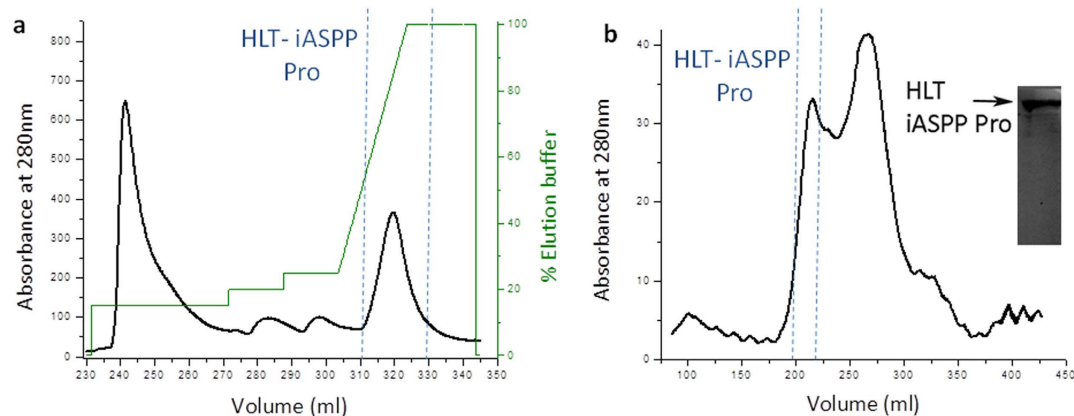 a
HLT- iASPP
Pro
Absorbance at 280nm
800
700
600
500
400
300
200
100
0
230 240 250 260 270 280 290 300 310 320 330 340 350
Volume (ml)
100
80
60
40
20
0
% Elution buffer
b
HLT- iASPP
Pro
HLT
iASPP Pro
Absorbance at 280nm
40
30
20
10
0
100 150 200 250 300 350 400 450
Volume (ml)